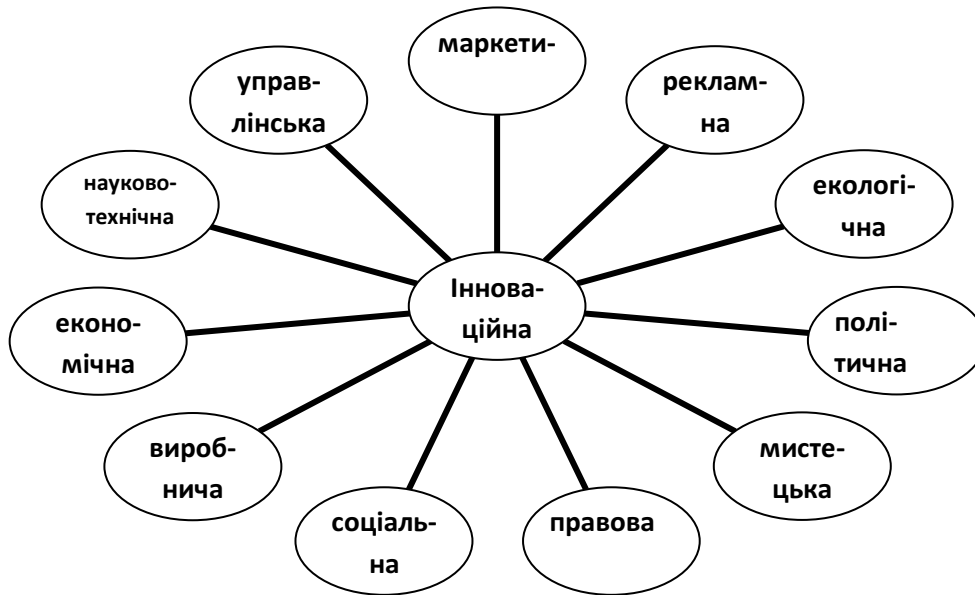 маркети-
управ-
лінська
реклам-
на
науково-
технічна
екологі-
чна
Іннова-
ційна
еконо-
мічна
полі-
тична
вироб-
нича
мисте-
цька
соціаль-
на
правова